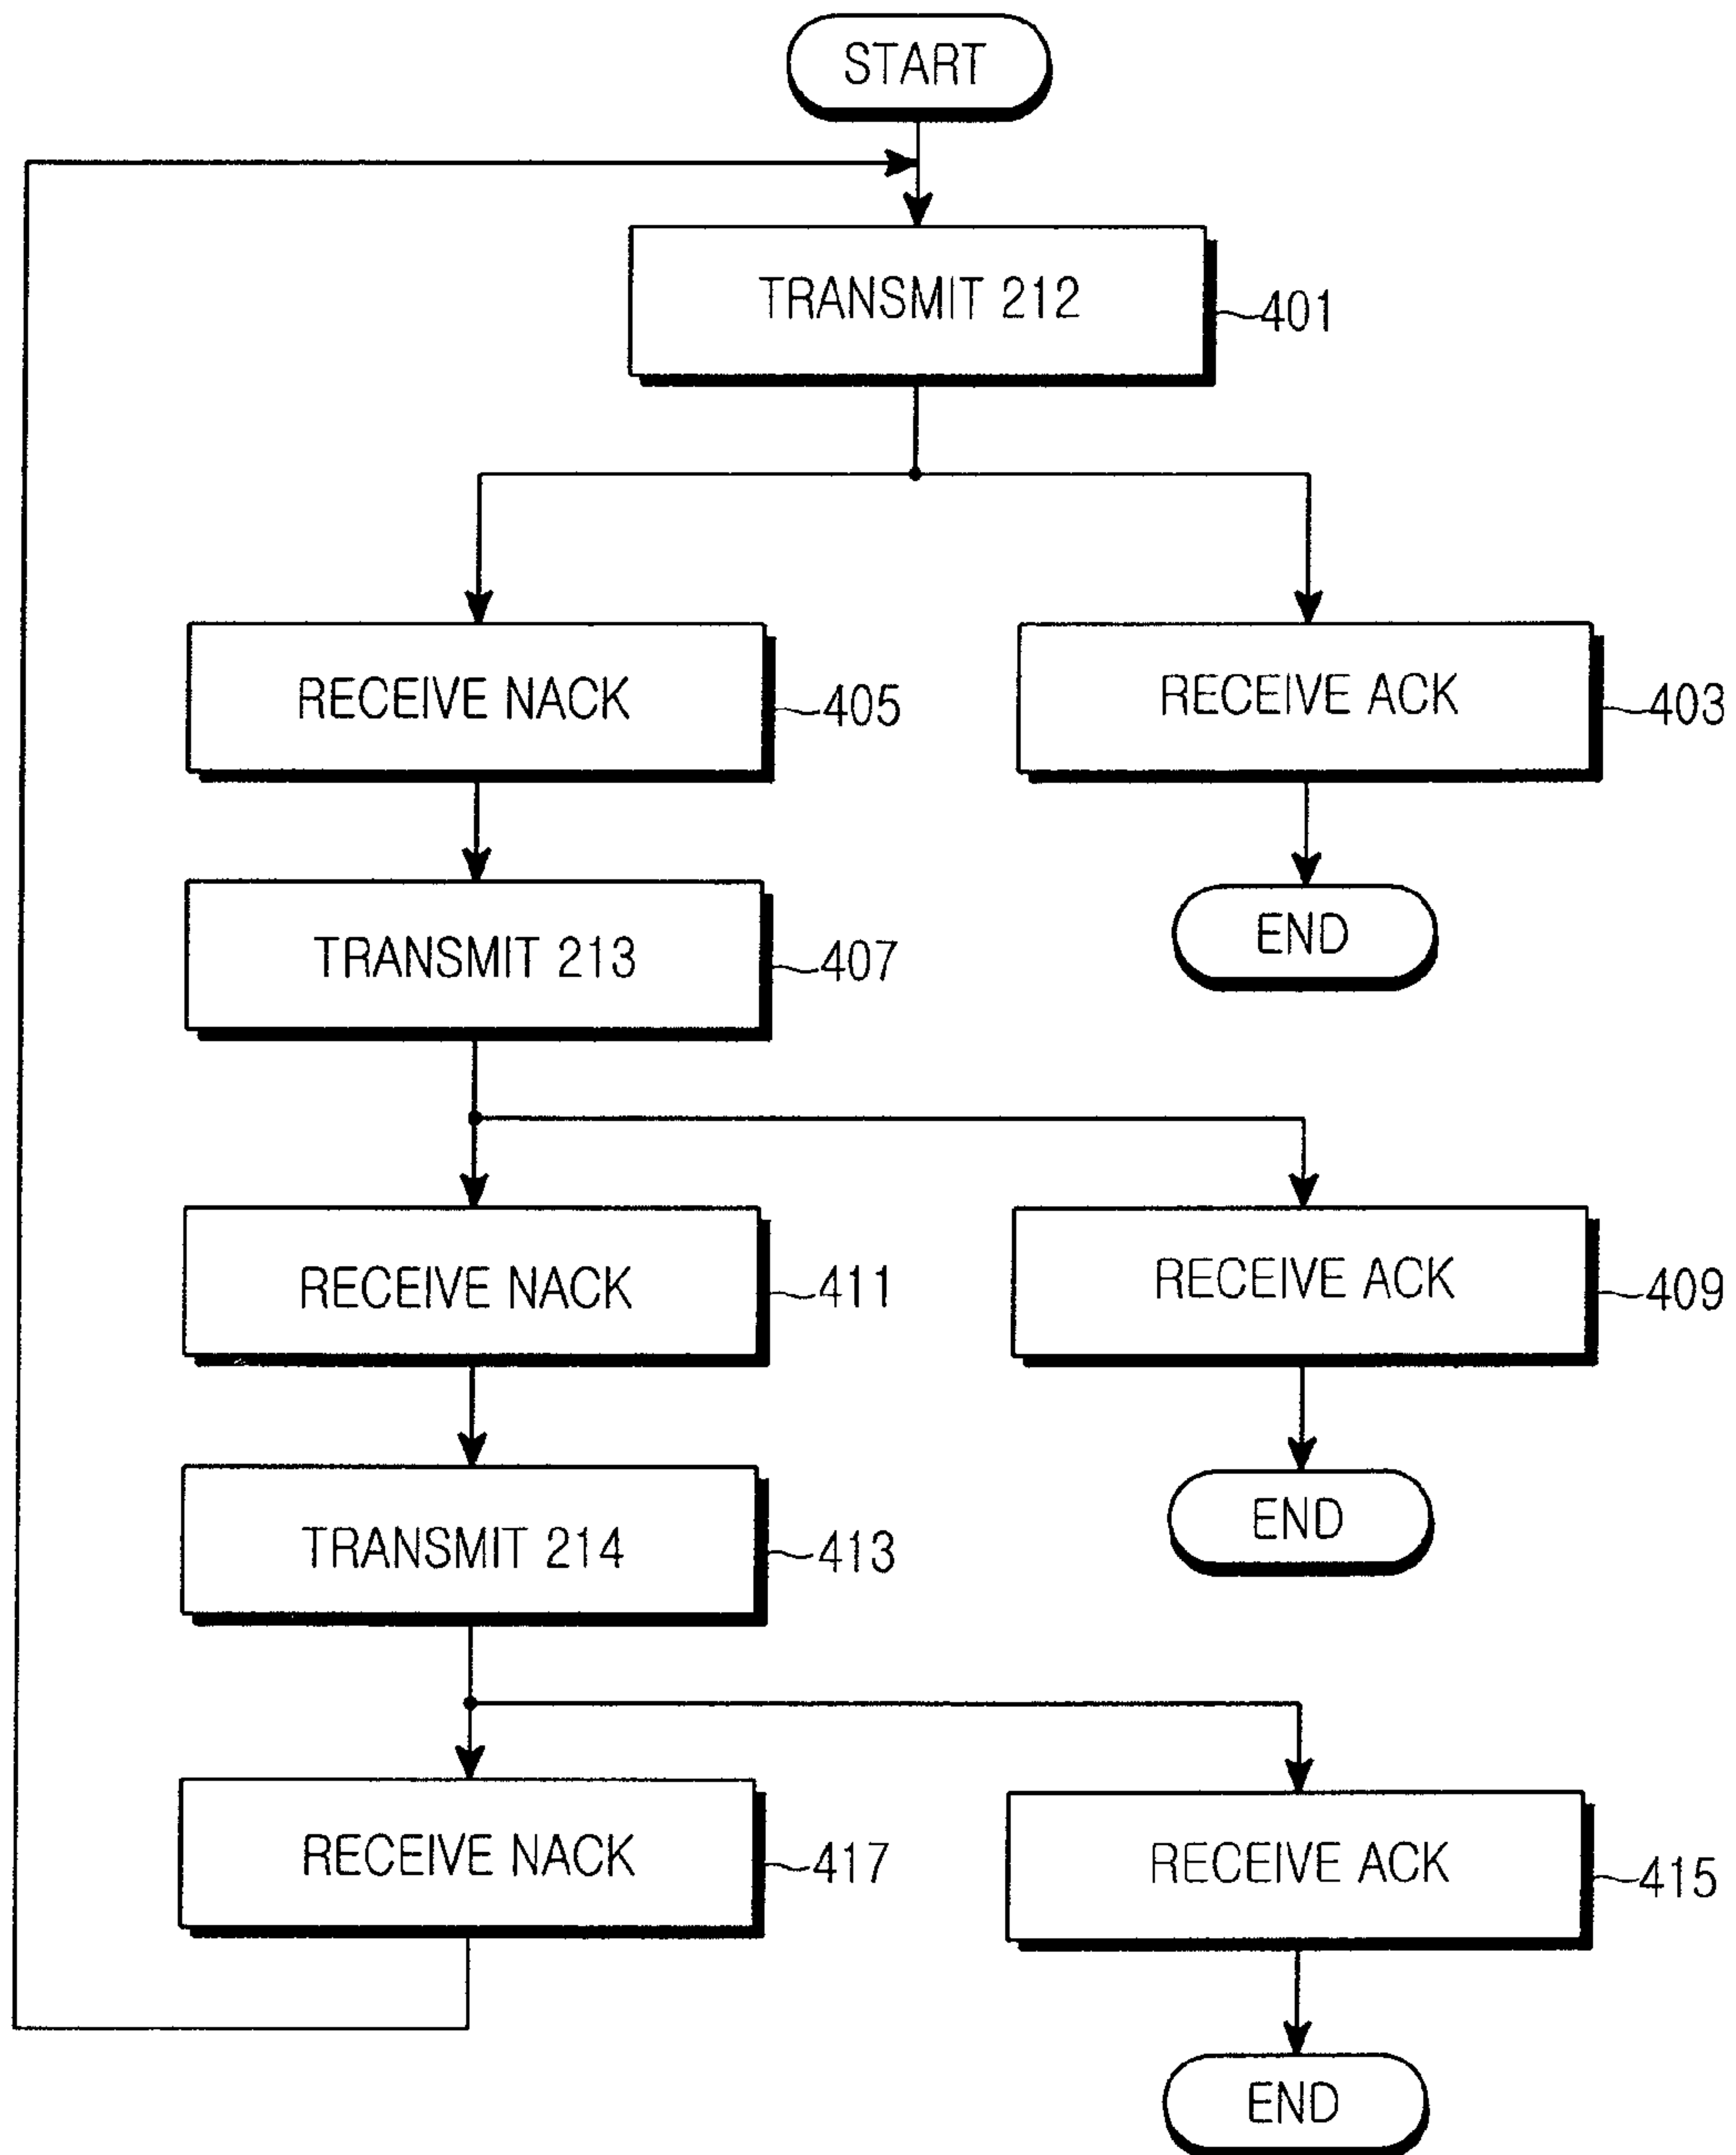 START
TRANSMIT 212
401
RECEIVE NACK
405
RECEIVE ACK
403
TRANSMIT 213
407
END
RECEIVE NACK
411
RECEIVE ACK
409
TRANSMIT 214
413
END
RECEIVE NACK
417
RECEIVE ACK
415
END